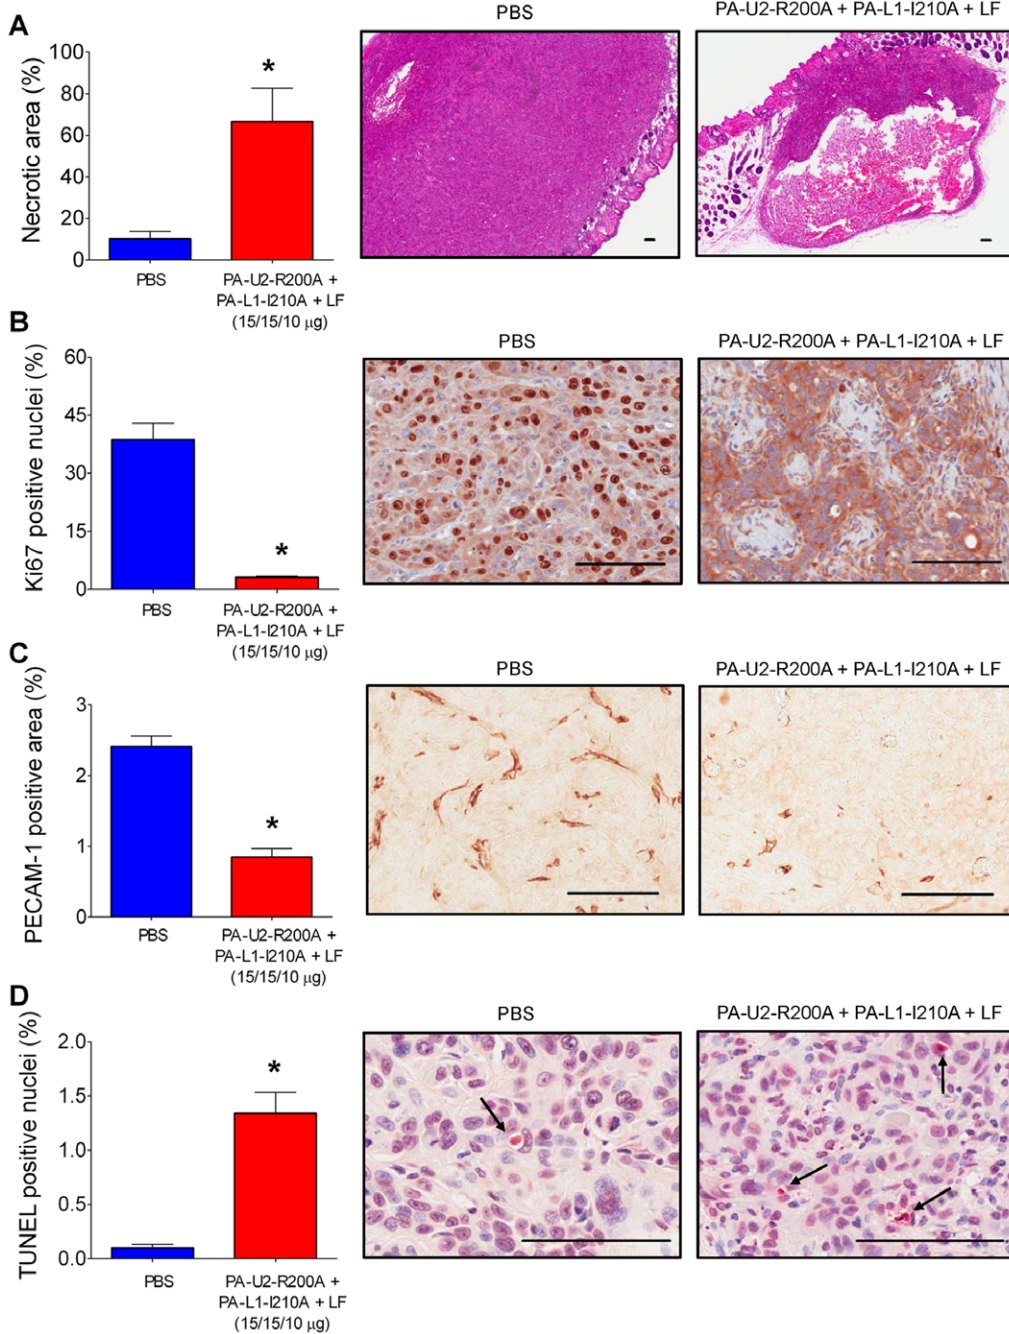 A
PBS
PA-U2-R200A + PA-L1-I210A + LF
Necrotic area (%)
100
80
60
40
20
0
*
PBS
PA-U2-R200A +
PA-L1-I210A + LF
(15/15/10 µg)
B
PBS
PA-U2-R200A + PA-L1-I210A + LF
Ki67 positive nuclei (%)
60
45
30
15
0
*
PBS
PA-U2-R200A +
PA-L1-I210A + LF
(15/15/10 µg)
C
PBS
PA-U2-R200A + PA-L1-I210A + LF
PECAM-1 positive area (%)
3
2
1
0
*
PBS
PA-U2-R200A +
PA-L1-I210A + LF
(15/15/10 µg)
D
PBS
PA-U2-R200A + PA-L1-I210A + LF
TUNEL positive nuclei (%)
2.0
1.5
1.0
0.5
0.0
*
PBS
PA-U2-R200A +
PA-L1-I210A + LF
(15/15/10 µg)